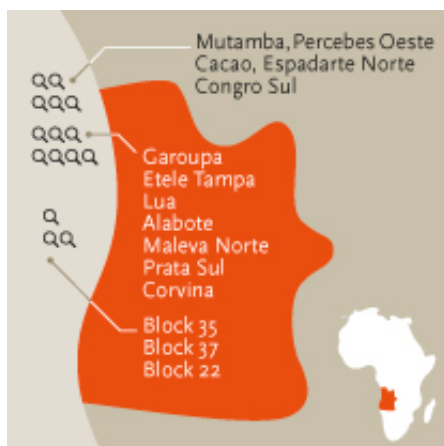 Mutamba, Percebes Oeste
Cacao, Espadarte Norte
Congro Sul
Garoupa
Etele Tampa
Lua
Alabote
Maleva Norte
Prata Sul
Corvina
Block 35
Block 37
Block 22